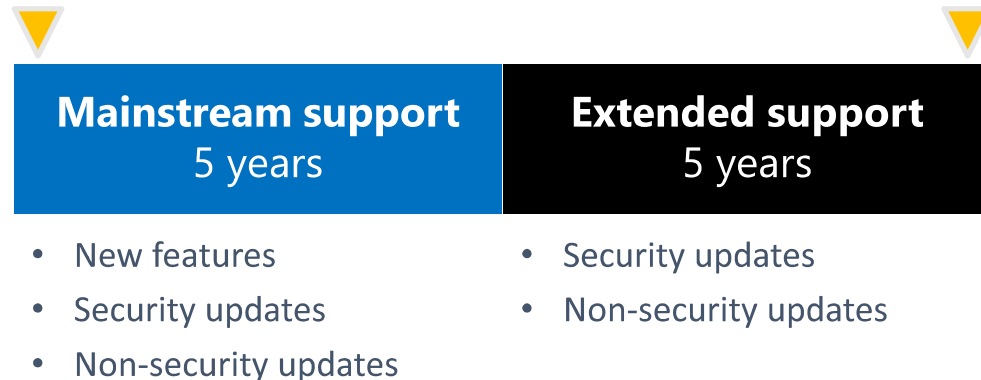 Mainstream support
5 years
Extended support
5 years
• New features
• Security updates
• Non-security updates
• Security updates
• Non-security updates